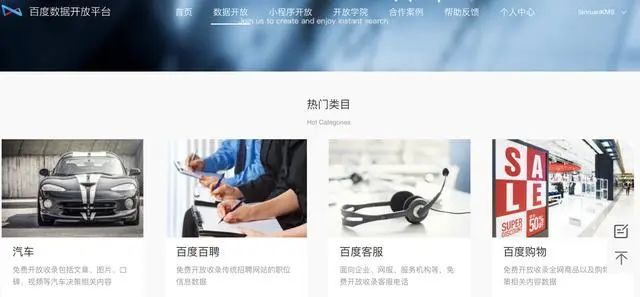 百度数据开放平台
首页 数据开放 小程序开放 开放学院 合作案例 帮助反馈 个人中心
Join us to create and enjoy instant search
热门类目
Hot Categories
SALE
SUPER
DISCOUNT
50%
汽车 百度百聘 百度客服 百度购物
免费开放收录包括文章、图片、口 免费开放收录传统招聘网站的职位 面向企业、网服、服务机构等，免 免费开放收录全网商品以及购物
碑、视频等汽车决策相关内容 信息数据 费开放收录客服电话 策相关内容数据